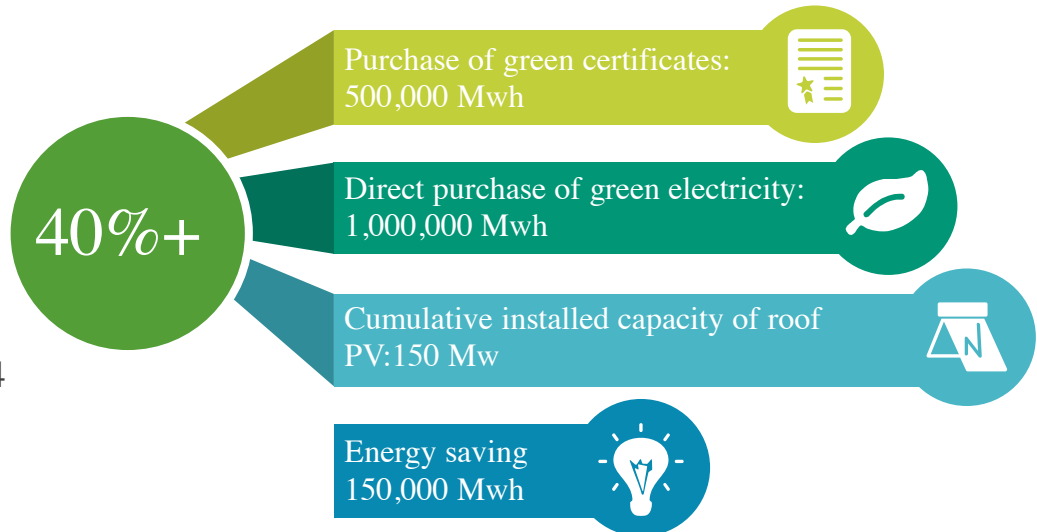 40%+
Purchase of green certificates:
500,000 Mwh
Direct purchase of green electricity:
1,000,000 Mwh
Cumulative installed capacity of roof
PV:150 Mw
Energy saving
150,000 Mwh